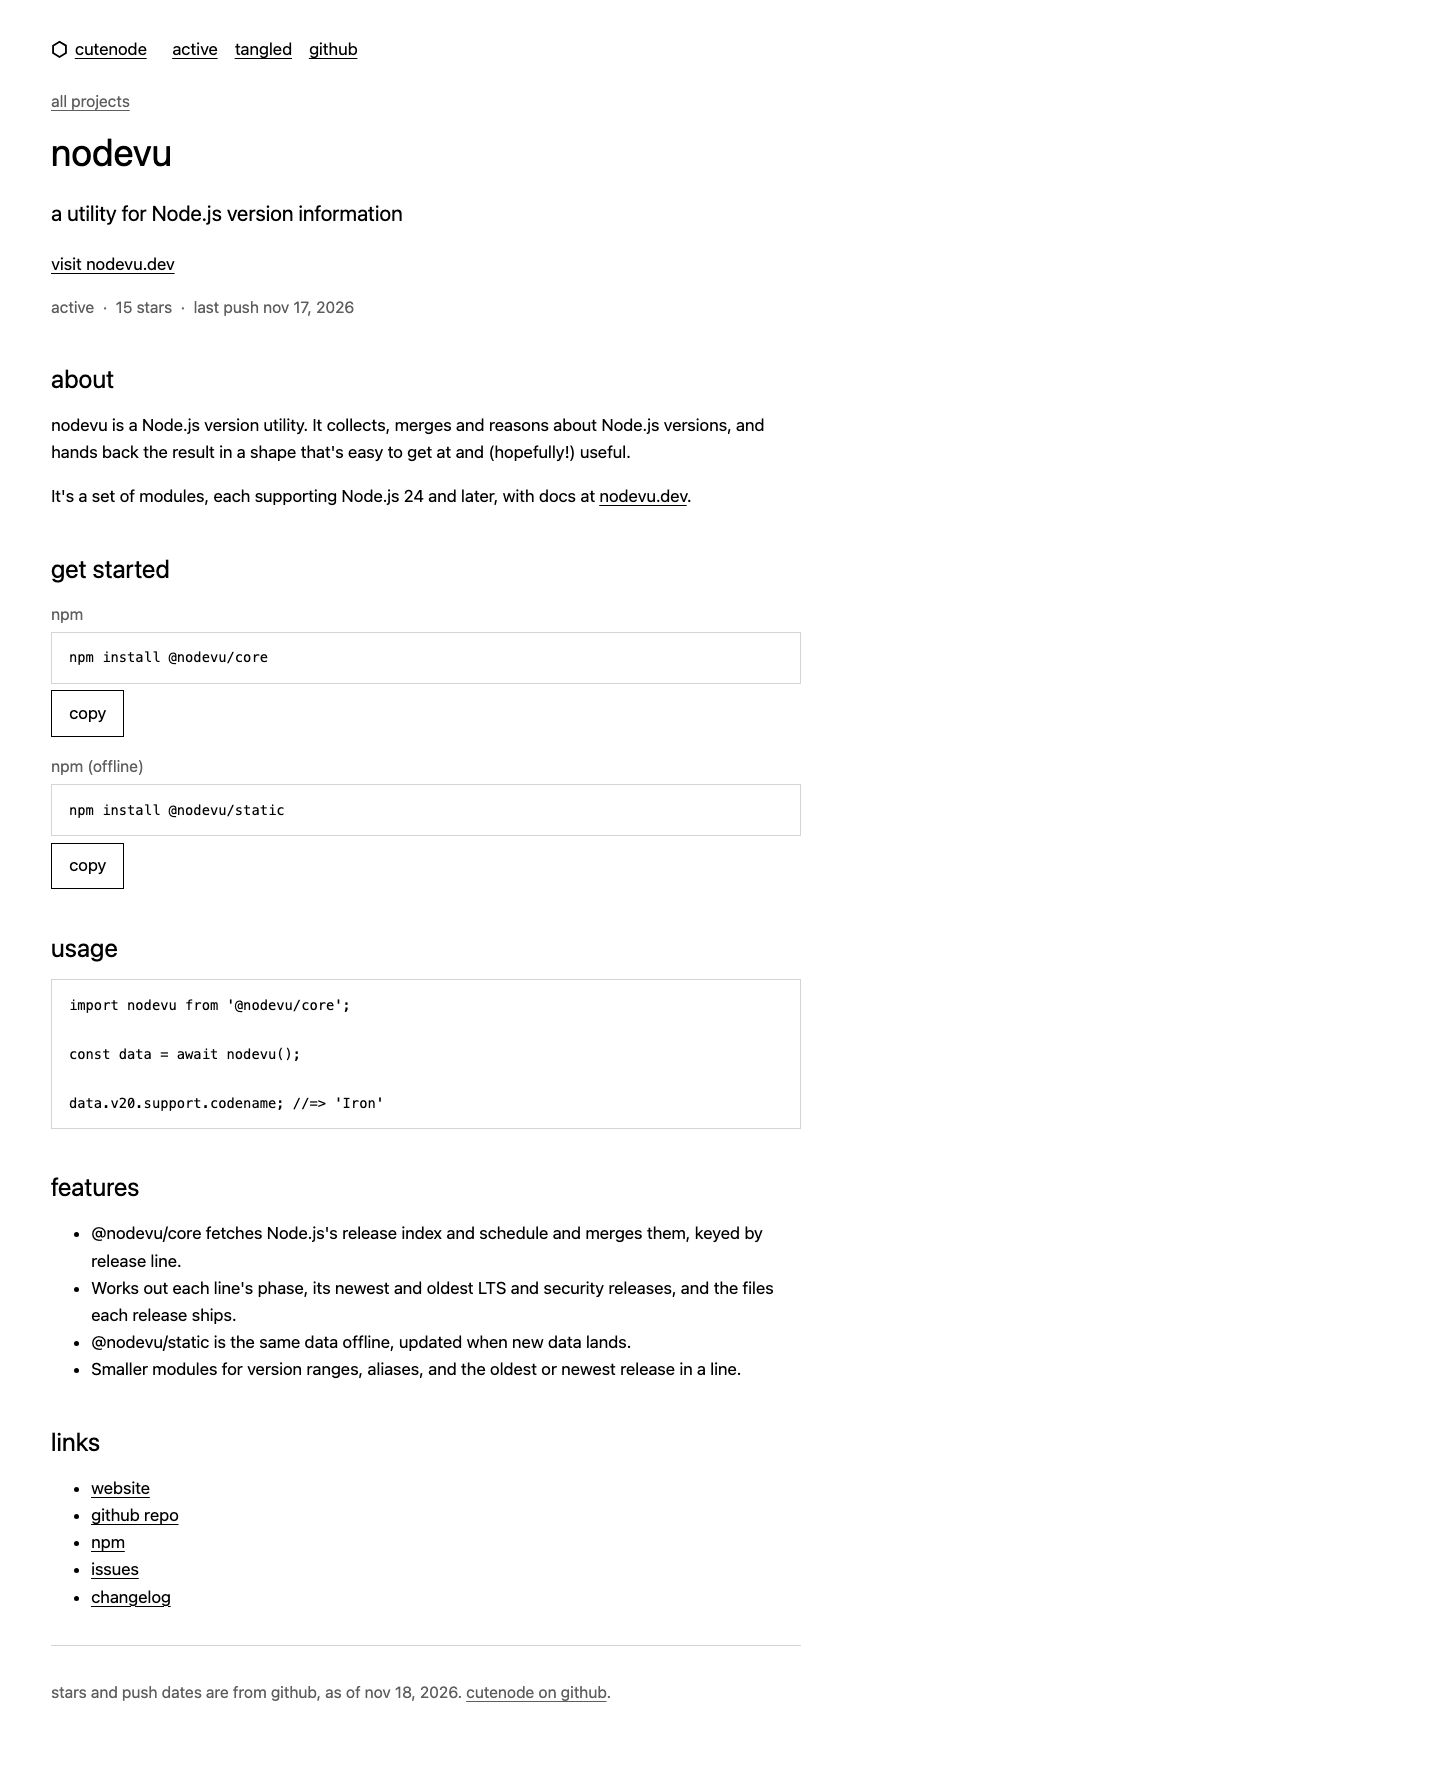 cutenode active tangled github
all projects
nodevu
a utility for Node.js version information
visit nodevu.dev
active · 15 stars · last push nov 17, 2026
about
nodevu is a Node.js version utility. It collects, merges and reasons about Node.js versions, and
hands back the result in a shape that's easy to get at and (hopefully!) useful.
It's a set of modules, each supporting Node.js 24 and later, with docs at nodevu.dev.
get started
npm
npm install @nodevu/core
copy
npm (offline)
npm install @nodevu/static
copy
usage
import nodevu from '@nodevu/core';
const data = await nodevu();
data.v20.support.codename; //=> 'Iron'
features
• @nodevu/core fetches Node.js's release index and schedule and merges them, keyed by
release line.
• Works out each line's phase, its newest and oldest LTS and security releases, and the files
each release ships.
• @nodevu/static is the same data offline, updated when new data lands.
• Smaller modules for version ranges, aliases, and the oldest or newest release in a line.
links
• website
• github repo
• npm
• issues
• changelog
stars and push dates are from github, as of nov 18, 2026. cutenode on github.